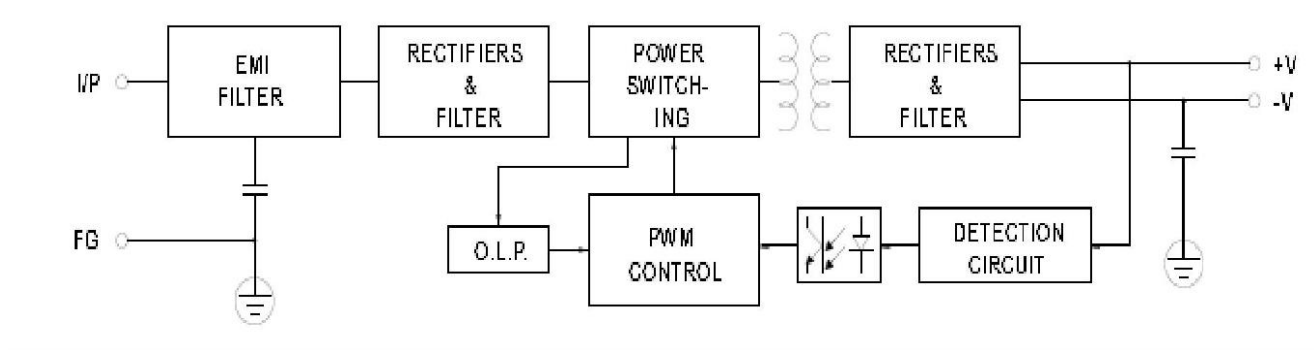 I/P
EMI
FILTER
RECTIFIERS
&
FILTER
POWER
SWITCH-
ING
RECTIFIERS
&
FILTER
+V
-V
FG
O.L.P.
PWM
CONTROL
DETECTION
CIRCUIT